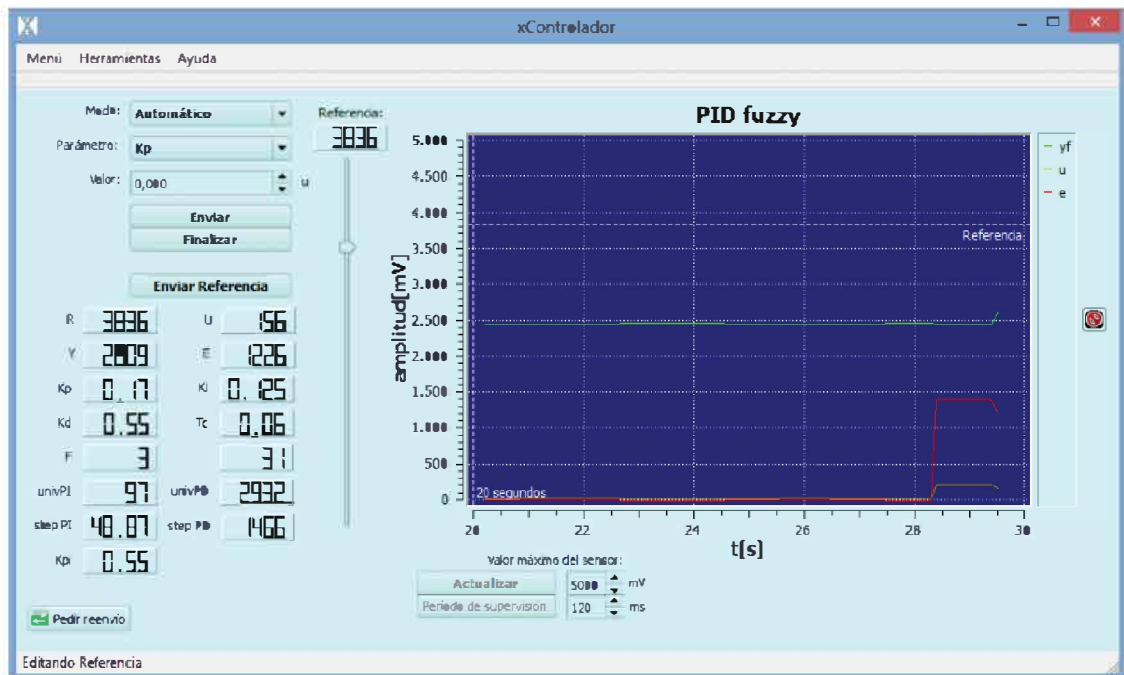 xControlador
Menú Herramientas Ayuda
Modo: Automático
Referencia:
3836
Parámetro: Kp
Valor: 0,000 u
Enviar
Finalizar
Enviar Referencia
R 3836 U 156
Y E 1226
Kp 0.17 Ki 0.125
Kd 0.55 Tc 0.06
F 3 31
univPI 97 univPD 2932
step PI 48.87 step PD 1466
Kpi 0.55
Pedir reenvío
Editando Referencia
PID fuzzy
amplitud[mV]
5.000
4.500
4.000
3.500
3.000
2.500
2.000
1.500
1.000
500
0
Referencia
20 segundos
20 22 24 26 28 30
t[s]
yf
u
e
Valor máximo del sensor:
Actualizar 5000 mV
Período de supervisión 120 ms